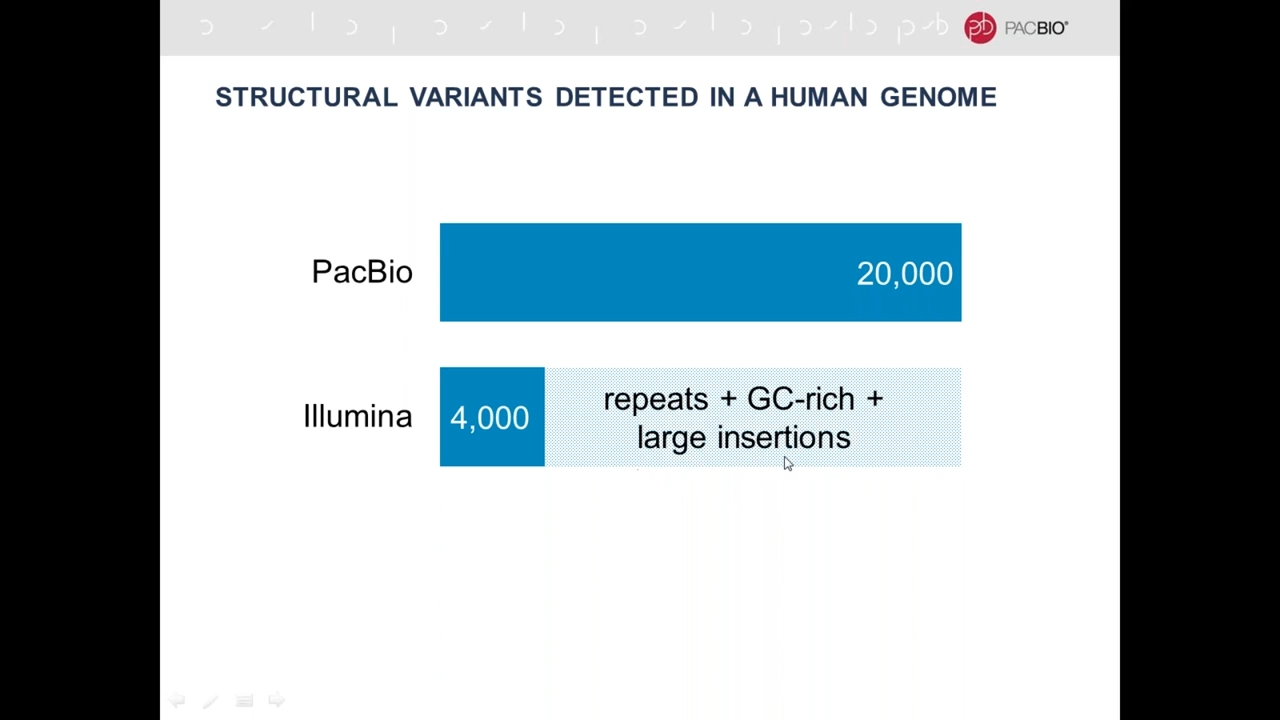 PACBIO®
STRUCTURAL VARIANTS DETECTED IN A HUMAN GENOME
PacBio
20,000
Illumina
4,000
repeats + GC-rich +
large insertions